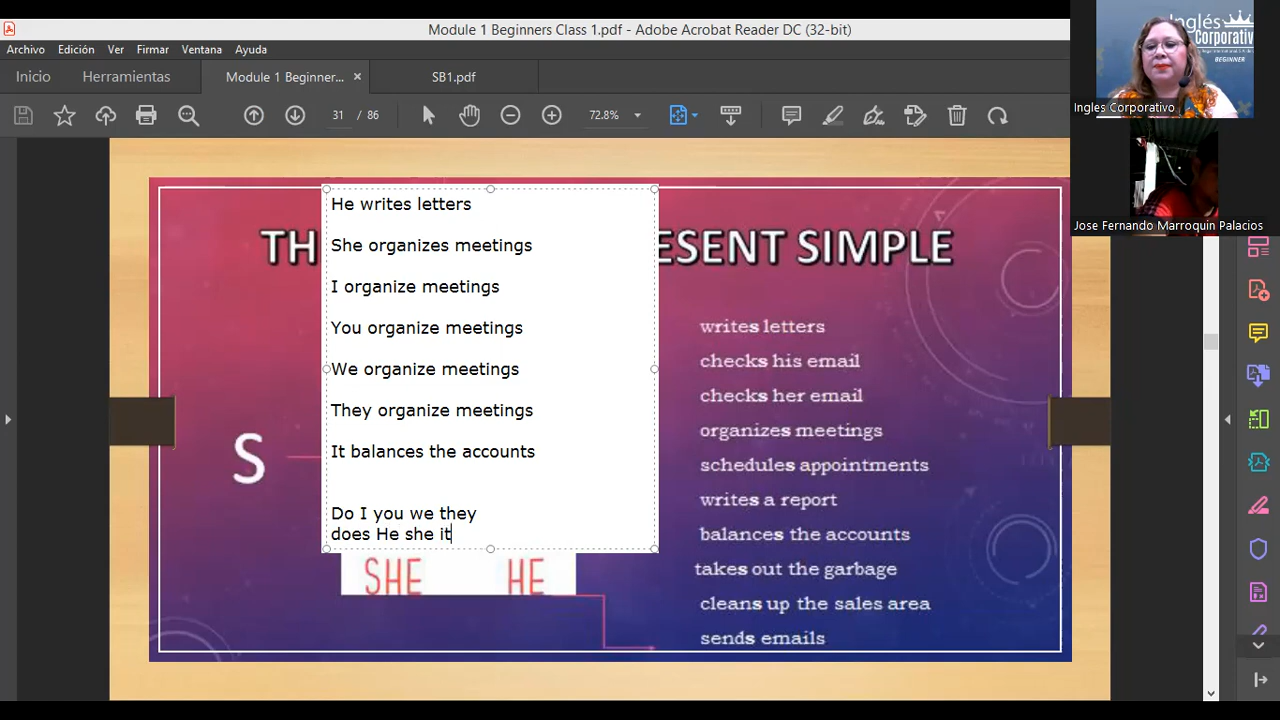 Module 1 Beginners Class 1.pdf - Adobe Acrobat Reader DC (32-bit)
Archivo Edición Ver Firmar Ventana Ayuda
Inicio Herramientas Module 1 Beginner... × SB1.pdf
31 / 86 72.8%
Inglés
Corporativo
BEGINNER
Ingles Corporativo
Jose Fernando Marroquin Palacios
TH ESENT SIMPLE
He writes letters
She organizes meetings
I organize meetings
You organize meetings
We organize meetings
They organize meetings
It balances the accounts
Do I you we they
does He she it
S
SHE HE
writes letters
checks his email
checks her email
organizes meetings
schedules appointments
writes a report
balances the accounts
takes out the garbage
cleans up the sales area
sends emails